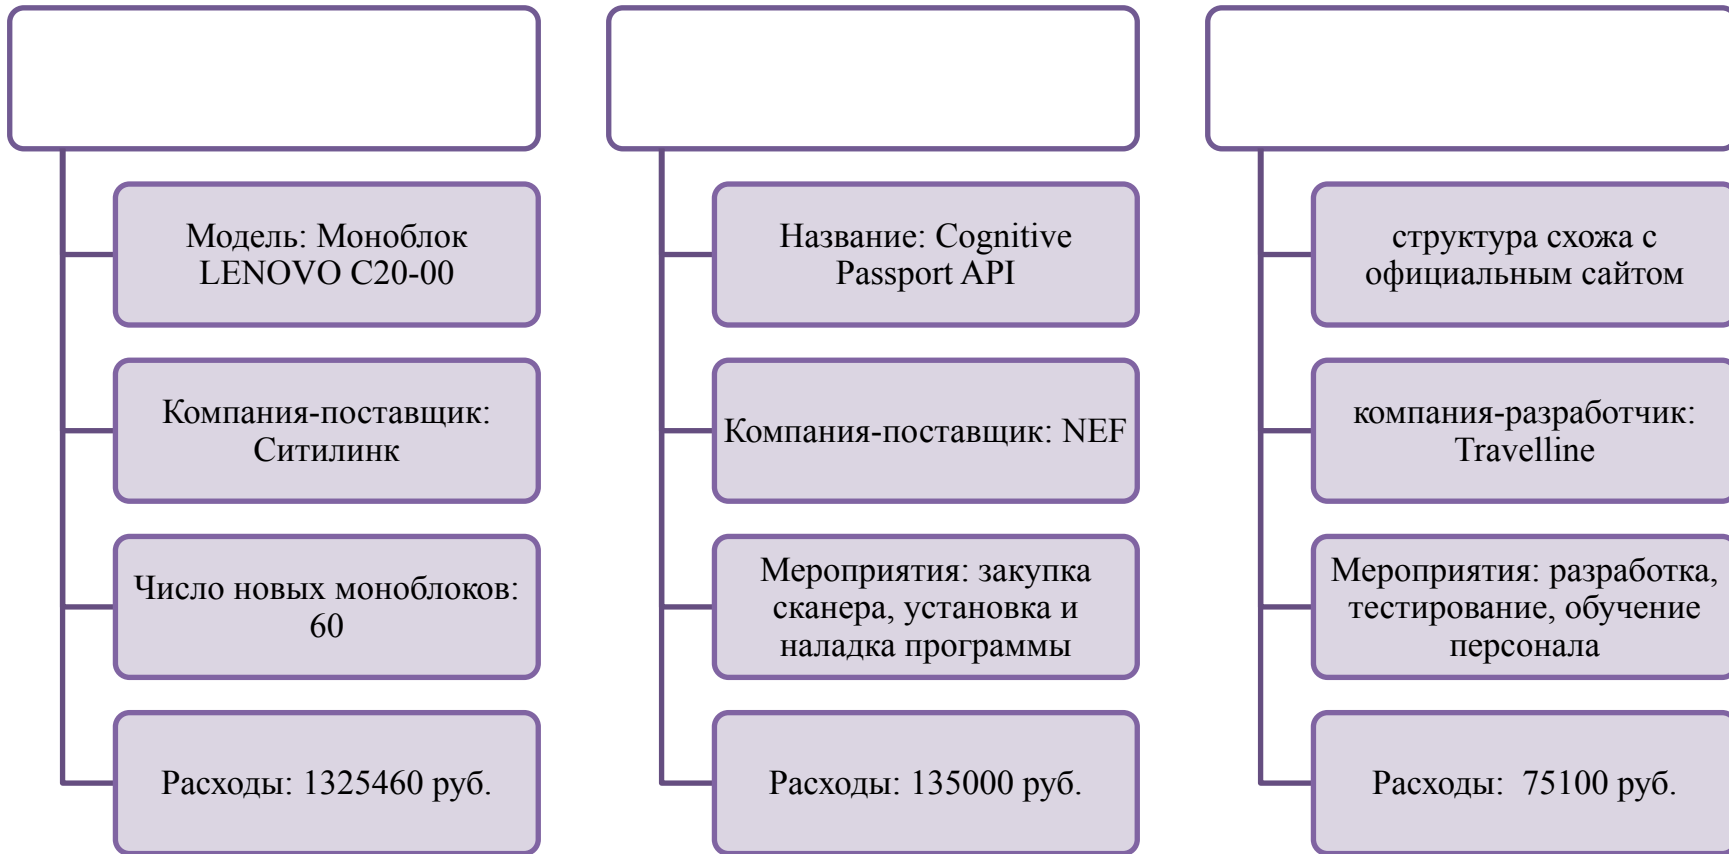 Модель: Моноблок
LENOVO C20-00
Компания-поставщик:
Ситилинк
Число новых моноблоков:
60
Расходы: 1325460 руб.
Название: Cognitive
Passport API
Компания-поставщик: NEF
Мероприятия: закупка
сканера, установка и
наладка программы
Расходы: 135000 руб.
структура схожа с
официальным сайтом
компания-разработчик:
Travelline
Мероприятия: разработка,
тестирование, обучение
персонала
Расходы:  75100 руб.